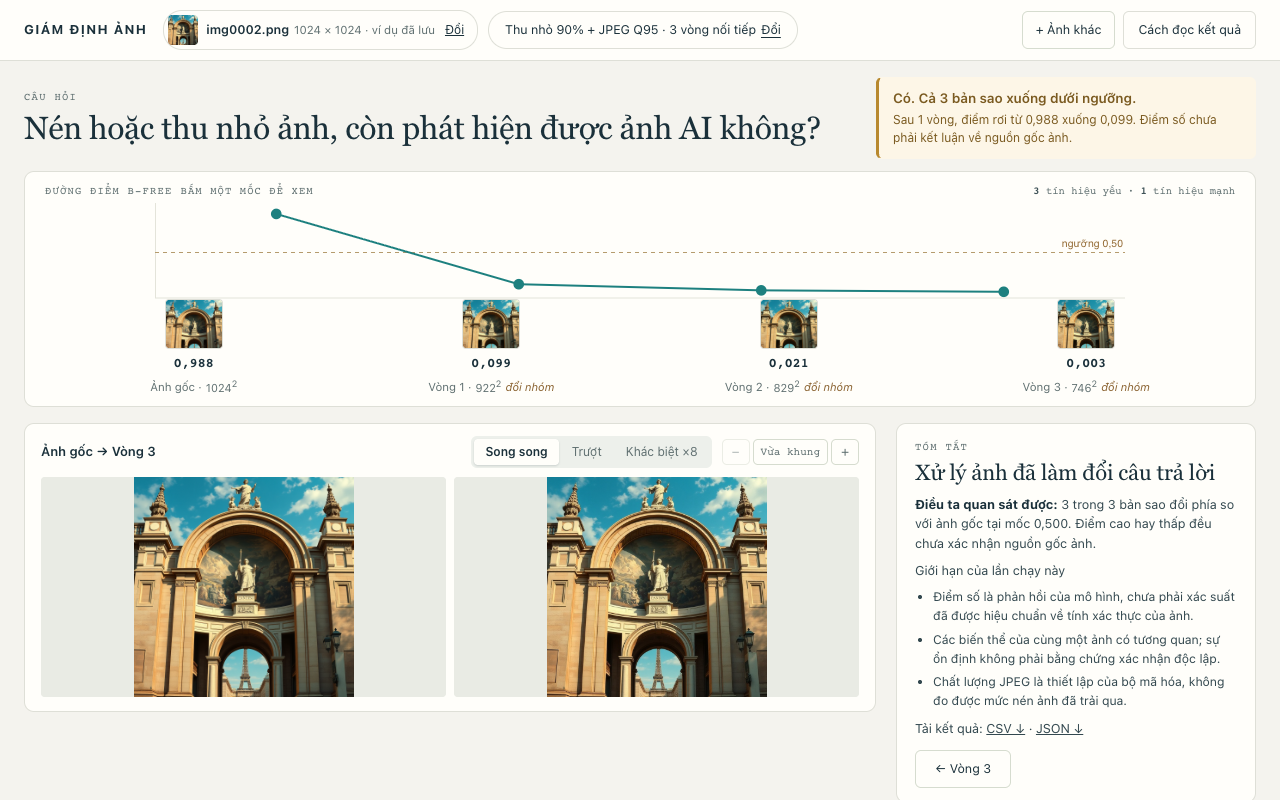 GIÁM ĐỊNH ẢNH
img0002.png 1024 × 1024 · ví dụ đã lưu Đổi
Thu nhỏ 90% + JPEG Q95 · 3 vòng nối tiếp Đổi
+ Ảnh khác
Cách đọc kết quả
CÂU HỎI
Nén hoặc thu nhỏ ảnh, còn phát hiện được ảnh AI không?
Có. Cả 3 bản sao xuống dưới ngưỡng.
Sau 1 vòng, điểm rơi từ 0,988 xuống 0,099. Điểm số chưa
phải kết luận về nguồn gốc ảnh.
ĐƯỜNG ĐIỂM B-FREE BẤM MỘT MỐC ĐỂ XEM
3 tín hiệu yếu · 1 tín hiệu mạnh
ngưỡng 0,50
0,988
0,099
0,021
0,003
Ảnh gốc · 1024²
Vòng 1 · 922² đổi nhóm
Vòng 2 · 829² đổi nhóm
Vòng 3 · 746² đổi nhóm
Ảnh gốc → Vòng 3
Song song
Trượt
Khác biệt ×8
−
Vừa khung
+
TÓM TẮT
Xử lý ảnh đã làm đổi câu trả lời
Điều ta quan sát được: 3 trong 3 bản sao đổi phía so
với ảnh gốc tại mốc 0,500. Điểm cao hay thấp đều
chưa xác nhận nguồn gốc ảnh.
Giới hạn của lần chạy này
• Điểm số là phản hồi của mô hình, chưa phải xác suất
đã được hiệu chuẩn về tính xác thực của ảnh.
• Các biến thể của cùng một ảnh có tương quan; sự
ổn định không phải bằng chứng xác nhận độc lập.
• Chất lượng JPEG là thiết lập của bộ mã hóa, không
đo được mức nén ảnh đã trải qua.
Tải kết quả: CSV ↓ · JSON ↓
← Vòng 3